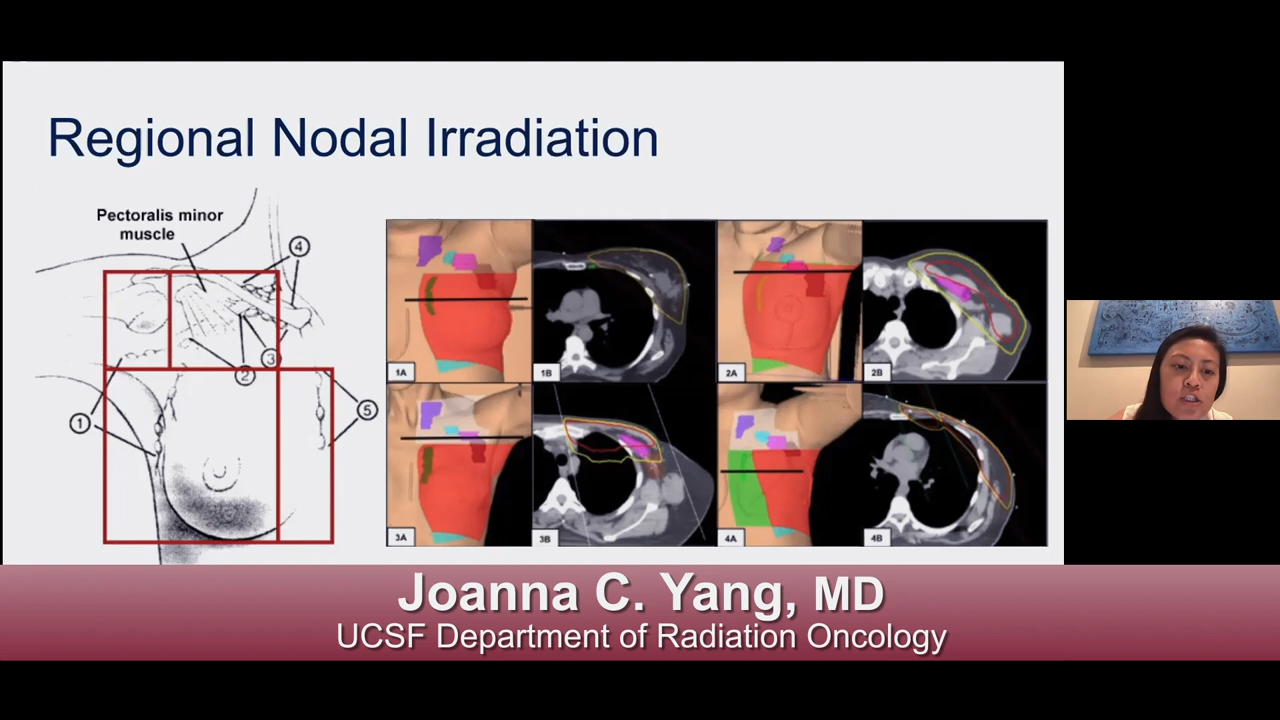 Regional Nodal Irradiation
Pectoralis minor
muscle
4
3
2
1
5
1A
1B
2A
2B
3A
3B
4A
4B
Joanna C. Yang, MD
UCSF Department of Radiation Oncology